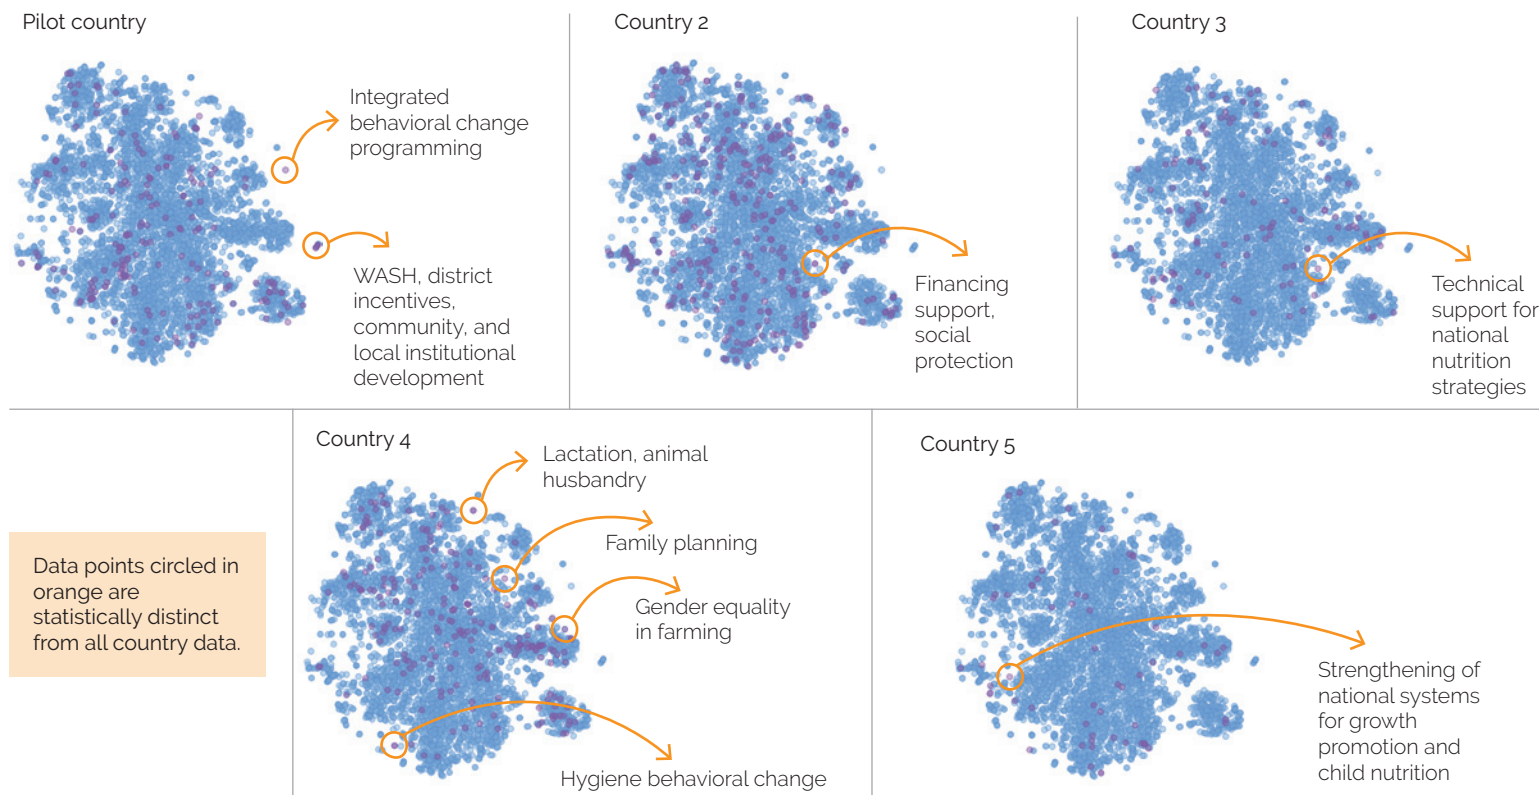 Pilot country
Integrated
behavioral change
programming
WASH, district
incentives,
community, and
local institutional
development
Country 2
Financing
support,
social
protection
Country 3
Technical
support for
national
nutrition
strategies
Data points circled in
orange are
statistically distinct
from all country data.
Country 4
Lactation, animal
husbandry
Family planning
Gender equality
in farming
Hygiene behavioral change
Country 5
Strengthening of
national systems
for growth
promotion and
child nutrition